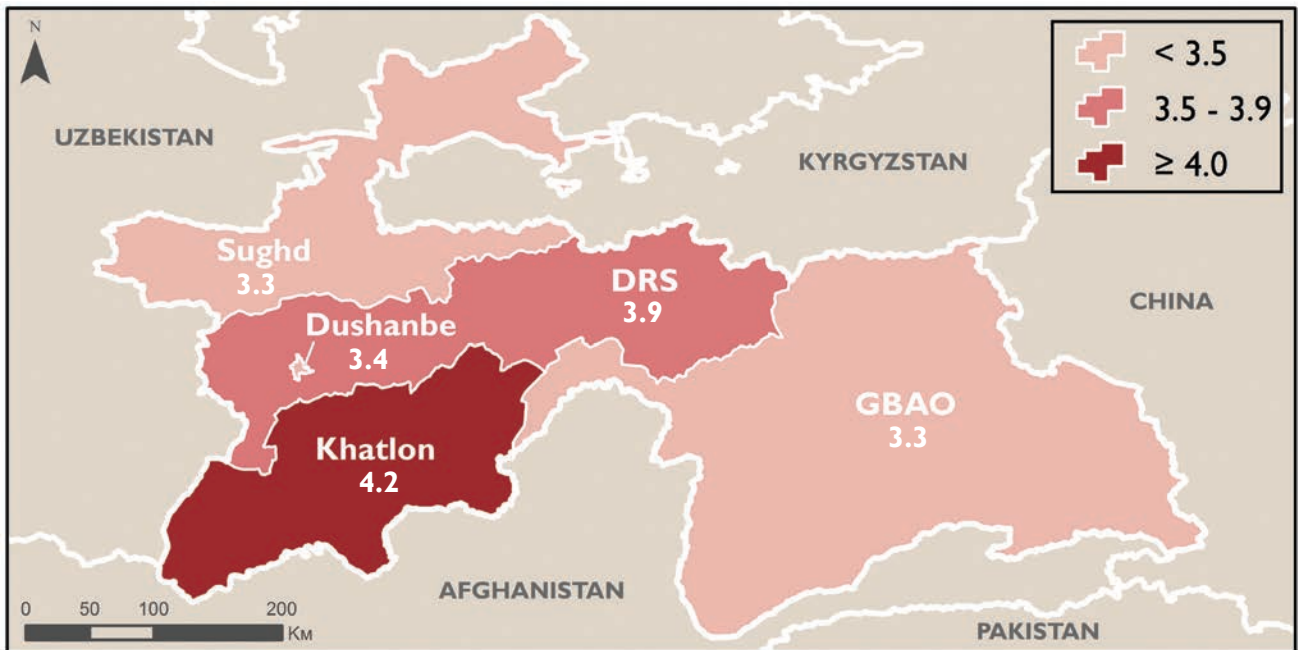 N
< 3.5
3.5 - 3.9
≥ 4.0
UZBEKISTAN
KYRGYZSTAN
Sughd
3.3
DRS
3.9
CHINA
Dushanbe
3.4
GBAO
3.3
Khatlon
4.2
AFGHANISTAN
0 50 100 200
Км
PAKISTAN